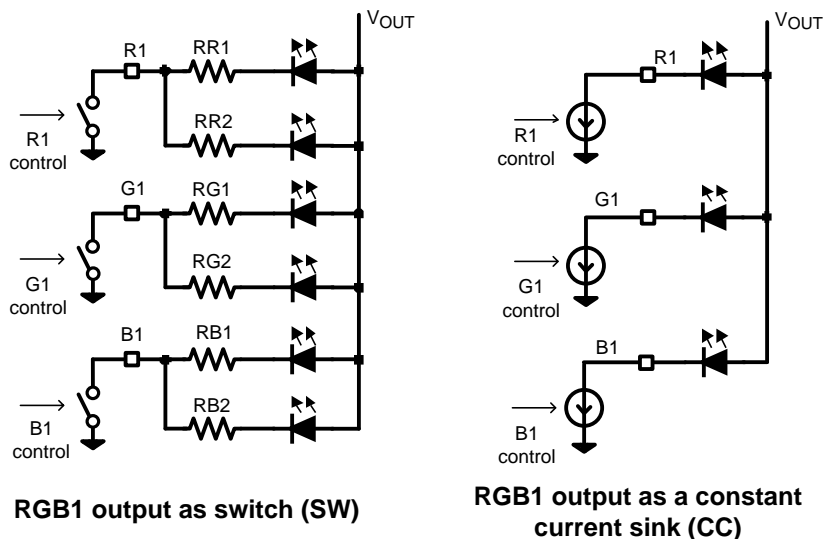 VOUT
R1
RR1
RR2
R1
control
G1
RG1
RG2
G1
control
B1
RB1
RB2
B1
control
RGB1 output as switch (SW)
VOUT
R1
R1
control
G1
G1
control
B1
B1
control
RGB1 output as a constant
current sink (CC)